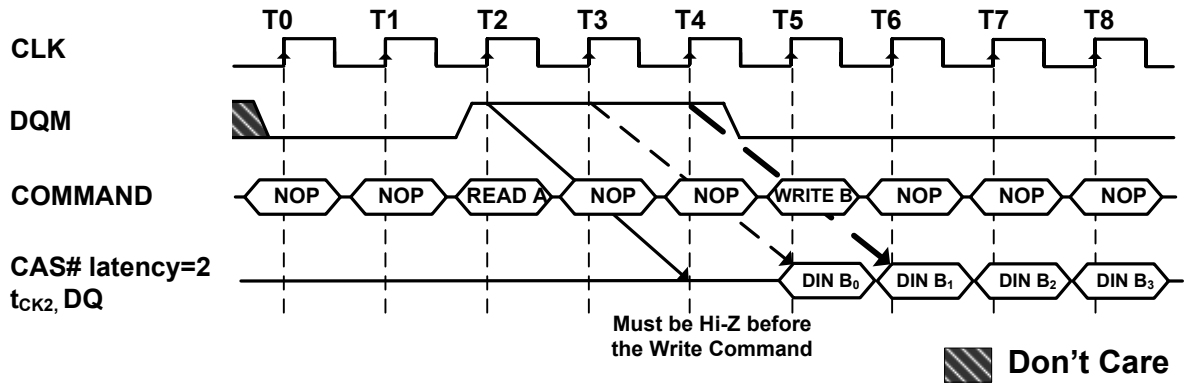 T0 T1 T2 T3 T4 T5 T6 T7 T8
CLK
DQM
COMMAND NOP NOP READ A NOP NOP WRITE B NOP NOP NOP
CAS# latency=2
tCK2, DQ DIN B0 DIN B1 DIN B2 DIN B3
Must be Hi-Z before
the Write Command
Don't Care